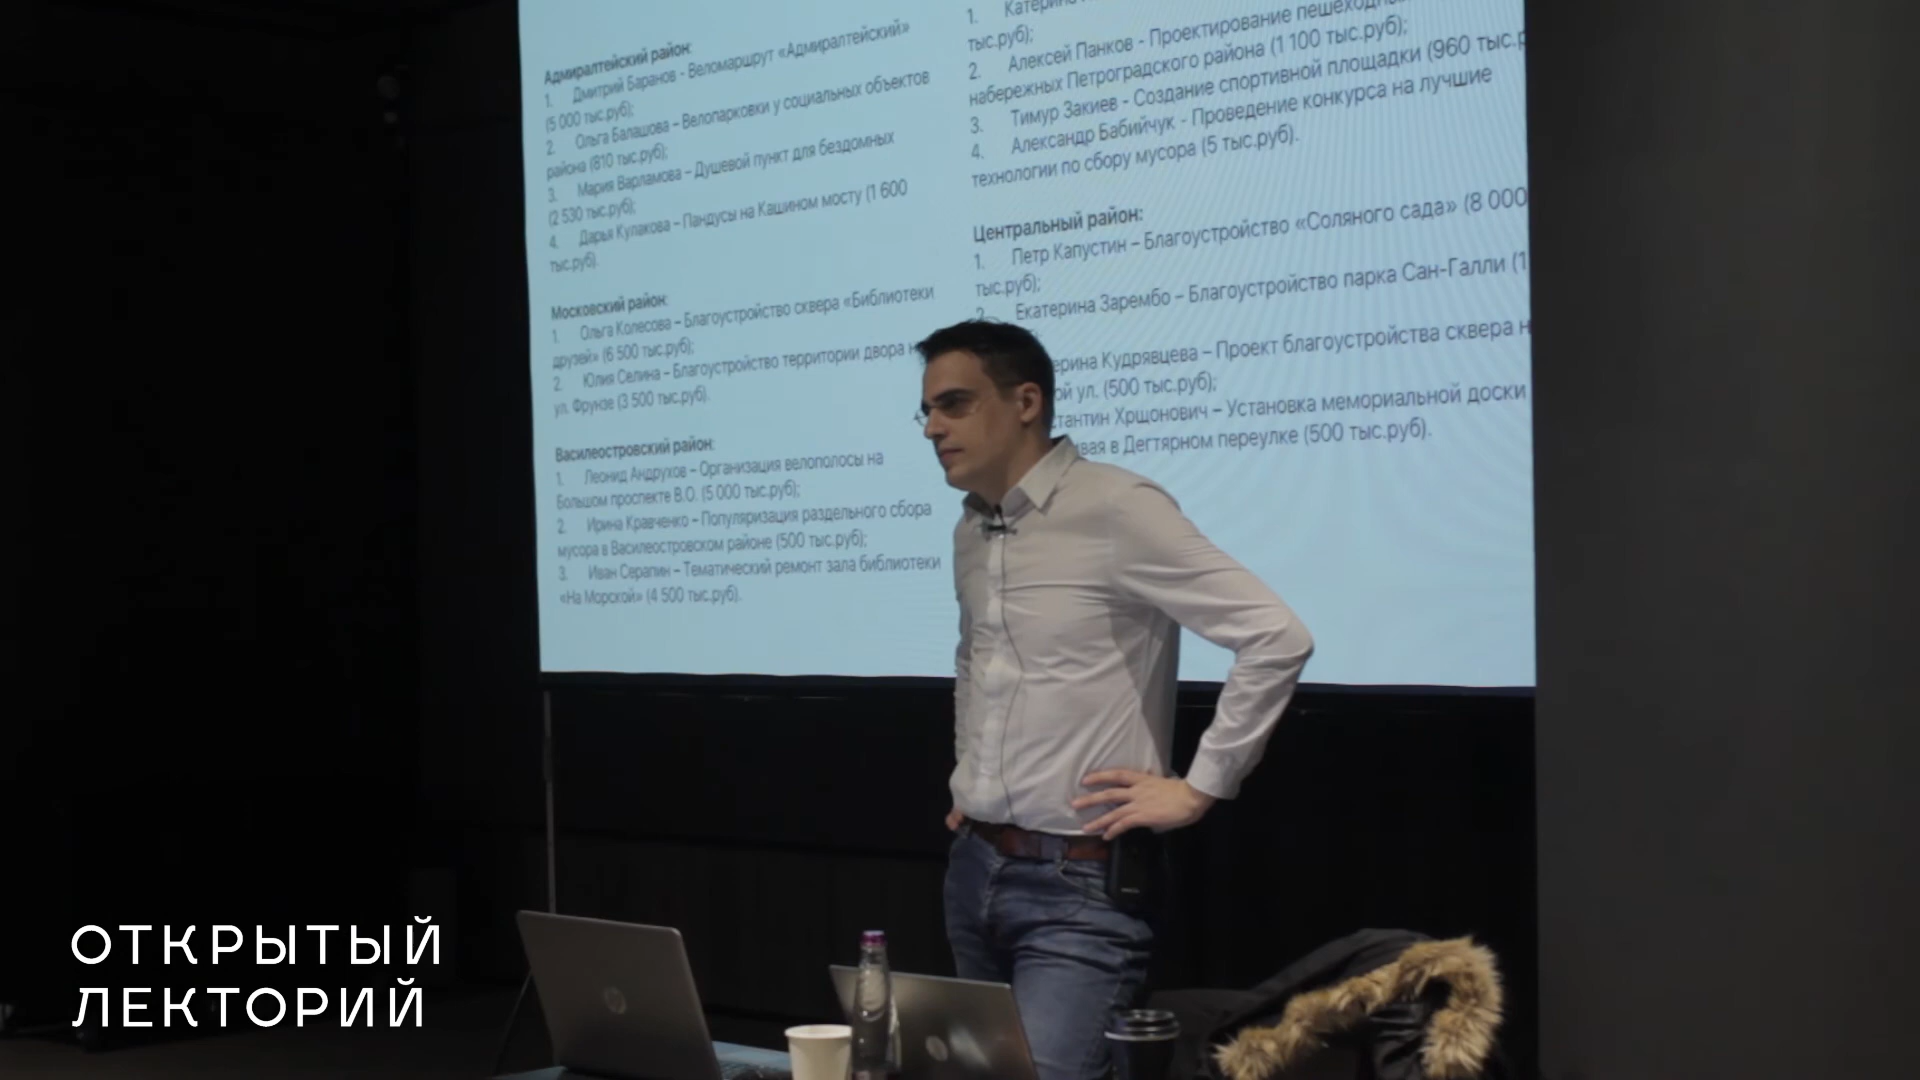 Адмиралтейский район:
1. Дмитрий Баранов - Веломаршрут «Адмиралтейский»
(5 000 тыс.руб);
2. Ольга Балашова – Велопарковки у социальных объектов
района (810 тыс.руб);
3. Мария Варламова – Душевой пункт для бездомных
(2 530 тыс.руб);
4. Дарья Кулакова – Пандусы на Кашином мосту (1 600
тыс.руб).
Московский район:
1. Ольга Колесова – Благоустройство сквера «Библиотеки
друзей» (6 500 тыс.руб);
2. Юлия Селина – Благоустройство территории двора
ул. Фрунзе (3 500 тыс.руб).
Василеостровский район:
1. Леонид Андрухов – Организация велополосы на
Большом проспекте В.О. (5 000 тыс.руб);
2. Ирина Кравченко – Популяризация раздельного сбора
мусора в Василеостровском районе (500 тыс.руб);
3. Иван Серапин – Тематический ремонт зала библиотеки
«На Морской» (4 500 тыс.руб).
1.
тыс.руб);
2. Алексей Панков - Проектирование
набережных Петроградского района (1 100 тыс.руб);
3. Тимур Закиев - Создание спортивной площадки (960
4. Александр Бабийчук - Проведение конкурса на лучшие
технологии по сбору мусора (5 тыс.руб).
Центральный район:
1. Петр Капустин – Благоустройство «Соляного сада» (8 000
тыс.руб);
2. Екатерина Зарембо – Благоустройство парка Сан-Галли (1
Кудрявцева – Проект благоустройства сквера
ул. (500 тыс.руб);
Хршонович – Установка мемориальной доски
в Дегтярном переулке (500 тыс.руб).
ОТКРЫТЫЙ
ЛЕКТОРИЙ